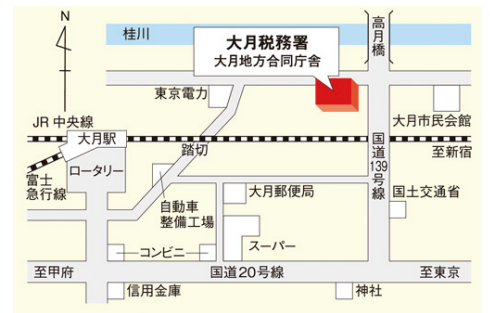 N
桂川
大月税務署
大月地方合同庁舎
高月橋
東京電力
大月市民会館
JR中央線
大月駅
踏切
至新宿
富士
急行線
ロータリー
国道139号線
自動車
整備工場
大月郵便局
国土交通省
コンビニ
スーパー
至甲府
国道20号線
至東京
信用金庫
神社